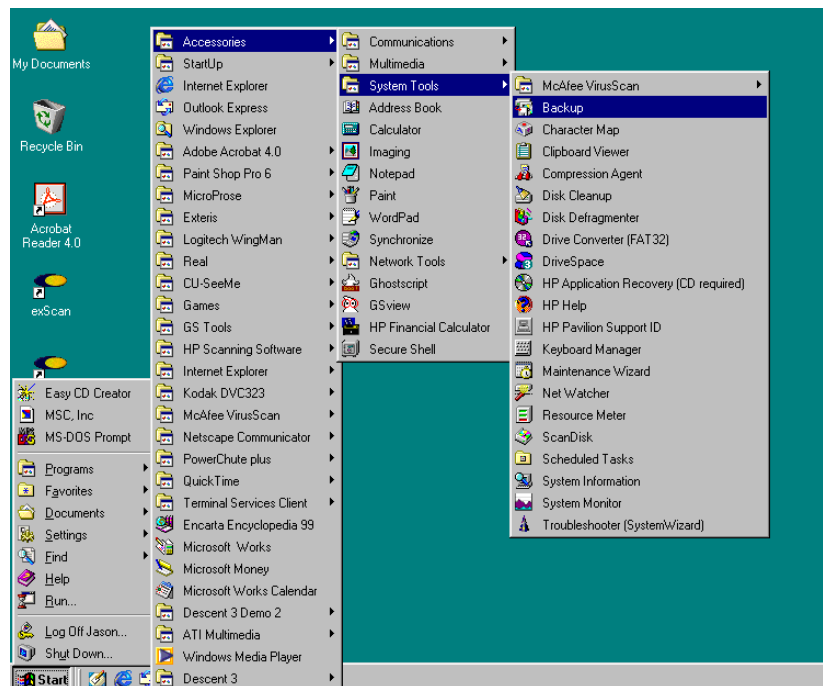 My Documents
Recycle Bin
Acrobat
Reader 4.0
exScan
Easy CD Creator
MSC, Inc
MS-DOS Prompt
Programs
Favorites
Documents
Settings
Find
Help
Run...
Log Off Jason...
Shut Down...
Start
Accessories
StartUp
Internet Explorer
Outlook Express
Windows Explorer
Adobe Acrobat 4.0
Paint Shop Pro 6
MicroProse
Exteris
Logitech WingMan
Real
CU-SeeMe
Games
GS Tools
HP Scanning Software
Internet Explorer
Kodak DVC323
McAfee VirusScan
Netscape Communicator
PowerChute plus
QuickTime
Terminal Services Client
Encarta Encyclopedia 99
Microsoft Works
Microsoft Money
Microsoft Works Calendar
Descent 3 Demo 2
ATI Multimedia
Windows Media Player
Descent 3
Communications
Multimedia
System Tools
Address Book
Calculator
Imaging
Notepad
Paint
WordPad
Synchronize
Network Tools
Ghostscript
GSview
HP Financial Calculator
Secure Shell
McAfee VirusScan
Backup
Character Map
Clipboard Viewer
Compression Agent
Disk Cleanup
Disk Defragmenter
Drive Converter (FAT32)
DriveSpace
HP Application Recovery (CD required)
HP Help
HP Pavilion Support ID
Keyboard Manager
Maintenance Wizard
Net Watcher
Resource Meter
ScanDisk
Scheduled Tasks
System Information
System Monitor
Troubleshooter (SystemWizard)